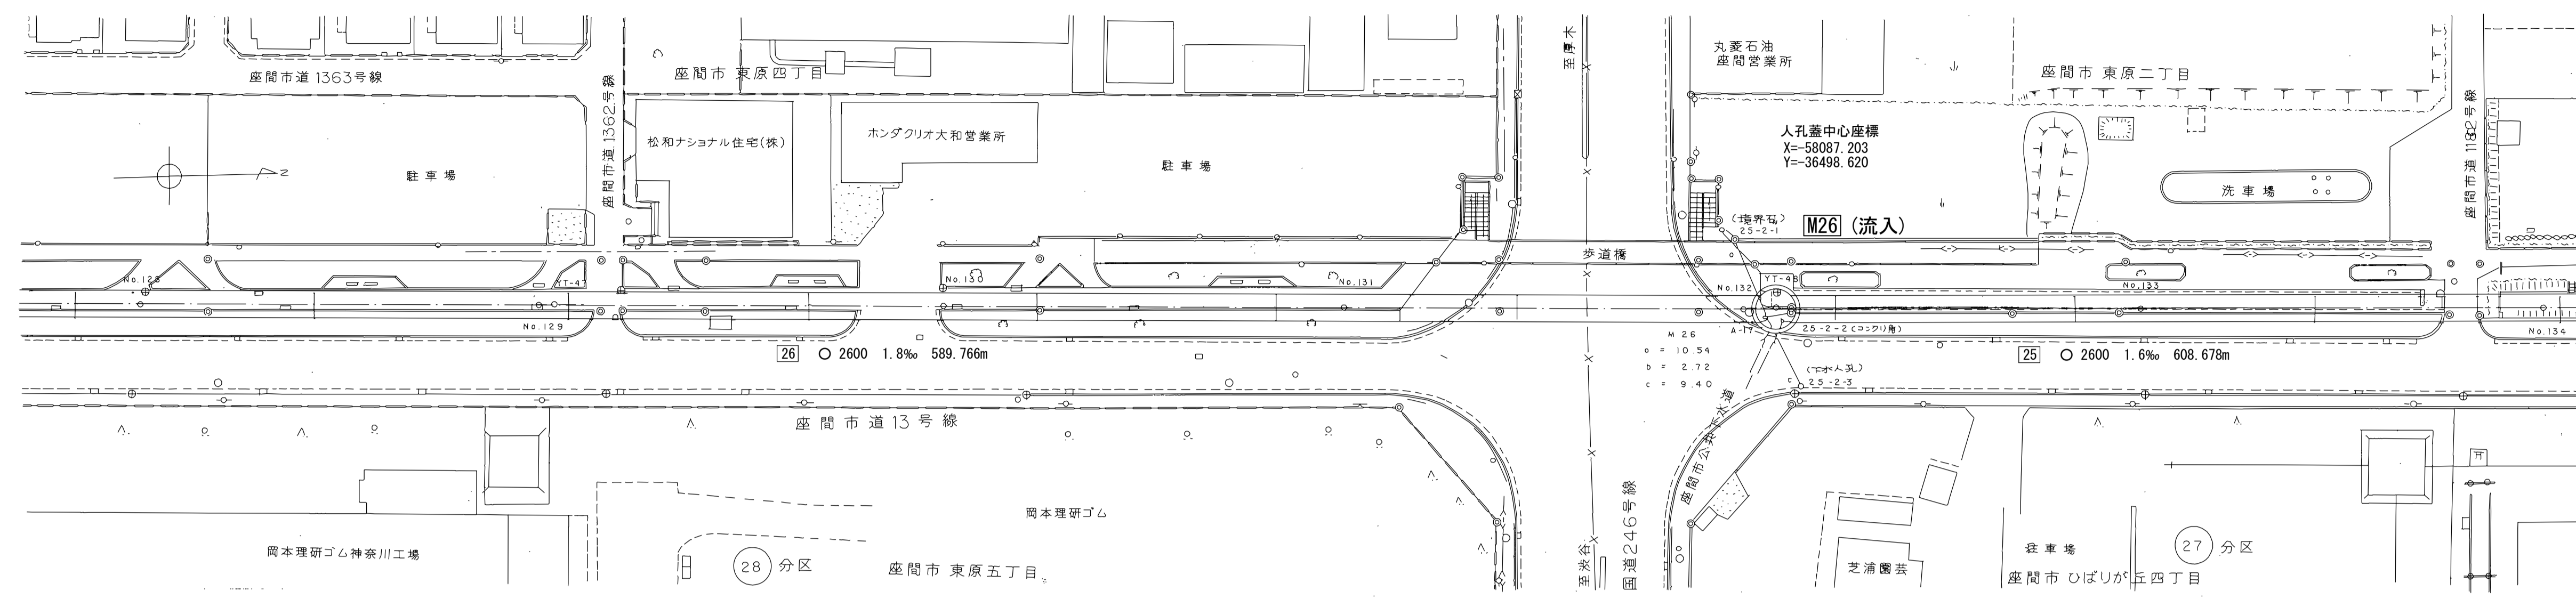 座間市道1363号線
座間市道1362号線
座間市 東原四丁目
至厚木
丸菱石油
座間営業所
座間市 東原二丁目
座間市道 1182号線
松和ナショナル住宅(株)
ホンダクリオ大和営業所
駐車場
駐車場
N
人孔蓋中心座標
X=-58087.203
Y=-36498.620
洗車場
(境界石)
25-2-1
M26 (流入)
歩道橋
No.128
YT-47
No.130
No.131
No.132
YT-48
No.133
No.129
A-17
25-2-2(コンクリ角)
No.134
26 ○ 2600 1.8‰ 589.766m
M 26
a = 10.54
b = 2.72
c = 9.40
25 ○ 2600 1.6‰ 608.678m
c
(下水人孔)
25-2-3
座間市道13号線
座間市公共下水道
国道246号線
至渋谷
岡本理研ゴム
岡本理研ゴム神奈川工場
28 分区
座間市 東原五丁目
芝浦園芸
駐車場
27 分区
座間市 ひばりが丘四丁目